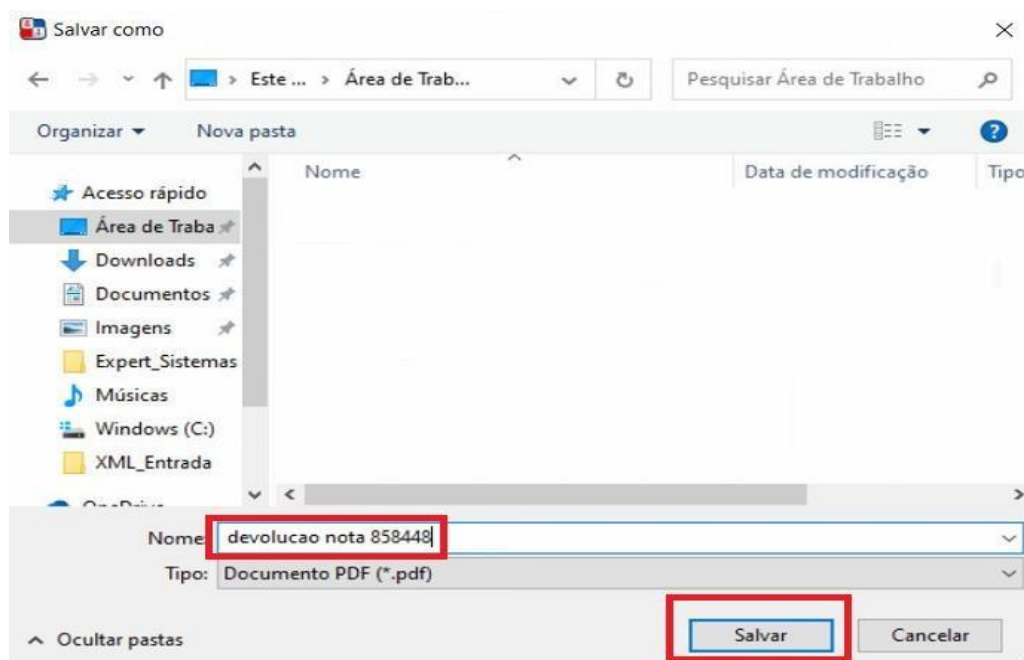 Salvar como
Este ... > Área de Trab...
Pesquisar Área de Trabalho
Organizar
Nova pasta
Nome
Data de modificação
Tipo
Acesso rápido
Área de Traba
Downloads
Documentos
Imagens
Expert_Sistemas
Músicas
Windows (C:)
XML_Entrada
Nome
devolucao nota 858448
Tipo: Documento PDF (*.pdf)
Ocultar pastas
Salvar
Cancelar